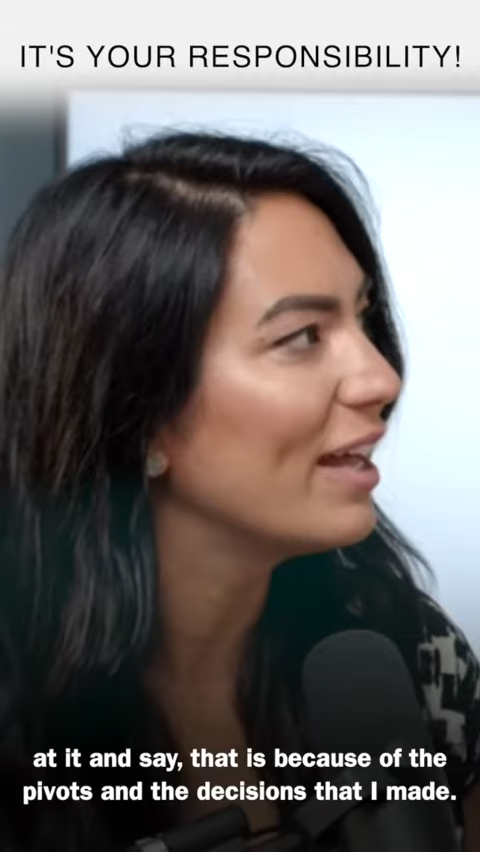 IT'S YOUR RESPONSIBILITY!
at it and say, that is because of the
pivots and the decisions that I made.